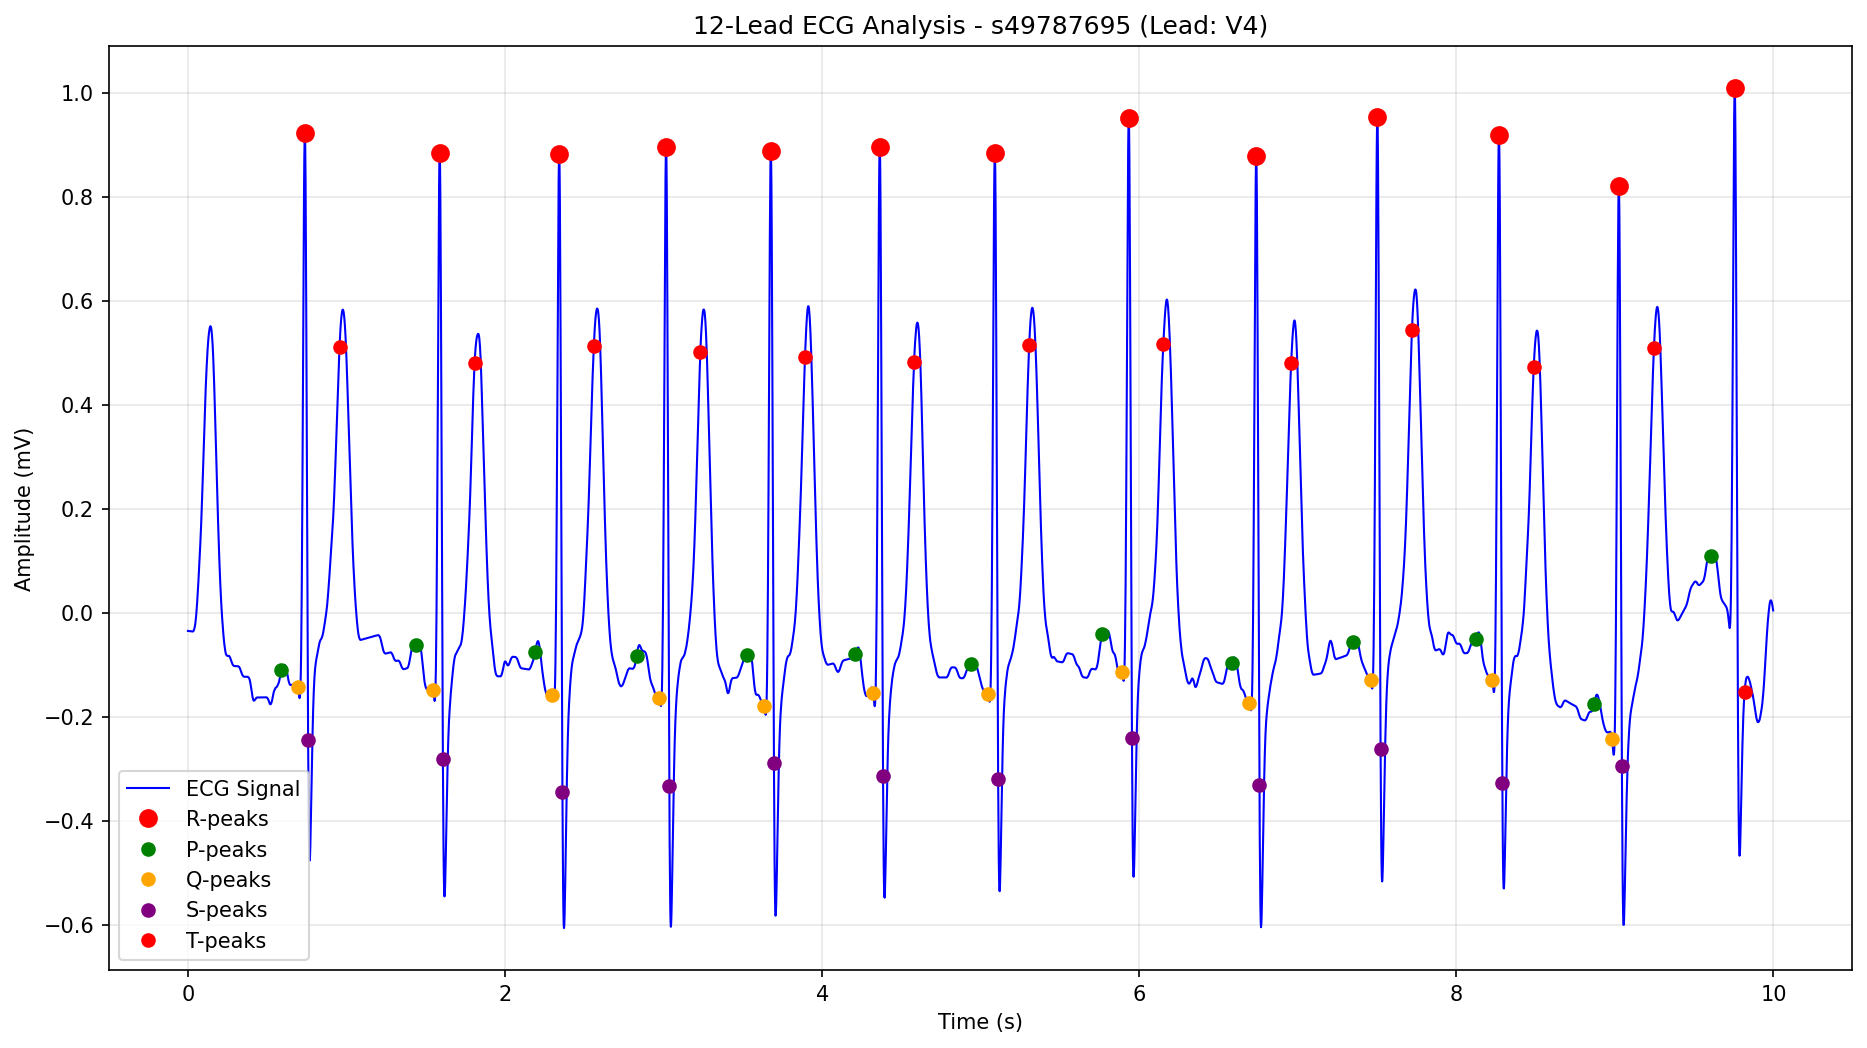 12-Lead ECG Analysis - s49787695 (Lead: V4)
Amplitude (mV)
1.0
0.8
0.6
0.4
0.2
0.0
−0.2
−0.4
−0.6
ECG Signal
R-peaks
P-peaks
Q-peaks
S-peaks
T-peaks
0 2 4 6 8 10
Time (s)